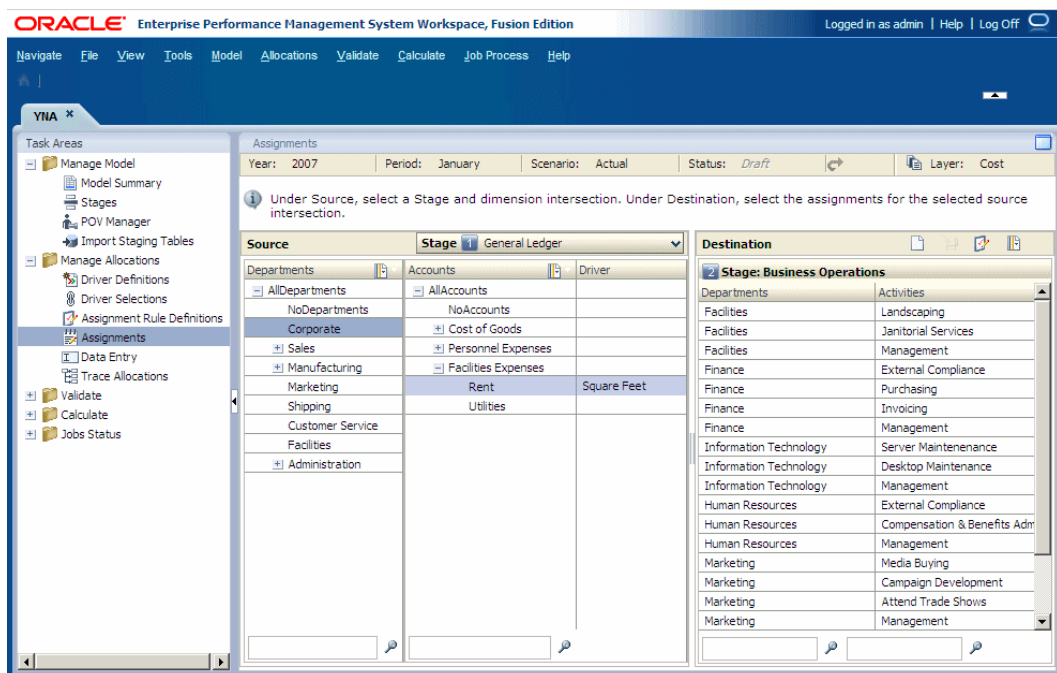 ORACLE Enterprise Performance Management System Workspace, Fusion Edition
Logged in as admin | Help | Log Off
Navigate File View Tools Model Allocations Validate Calculate Job Process Help
YNA
Task Areas
Manage Model
Model Summary
Stages
POV Manager
Import Staging Tables
Manage Allocations
Driver Definitions
Driver Selections
Assignment Rule Definitions
Assignments
Data Entry
Trace Allocations
Validate
Calculate
Jobs Status
Assignments
Year: 2007 Period: January Scenario: Actual Status: Draft Layer: Cost
Under Source, select a Stage and dimension intersection. Under Destination, select the assignments for the selected source
intersection.
Source Stage 1 General Ledger
Departments Accounts Driver
AllDepartments AllAccounts
NoDepartments NoAccounts
Corporate Cost of Goods
Sales Personnel Expenses
Manufacturing Facilities Expenses
Marketing Rent Square Feet
Shipping Utilities
Customer Service
Facilities
Administration
Destination
2 Stage: Business Operations
Departments Activities
Facilities Landscaping
Facilities Janitorial Services
Facilities Management
Finance External Compliance
Finance Purchasing
Finance Invoicing
Finance Management
Information Technology Server Maintenenance
Information Technology Desktop Maintenance
Information Technology Management
Human Resources External Compliance
Human Resources Compensation & Benefits Adm
Human Resources Management
Marketing Media Buying
Marketing Campaign Development
Marketing Attend Trade Shows
Marketing Management